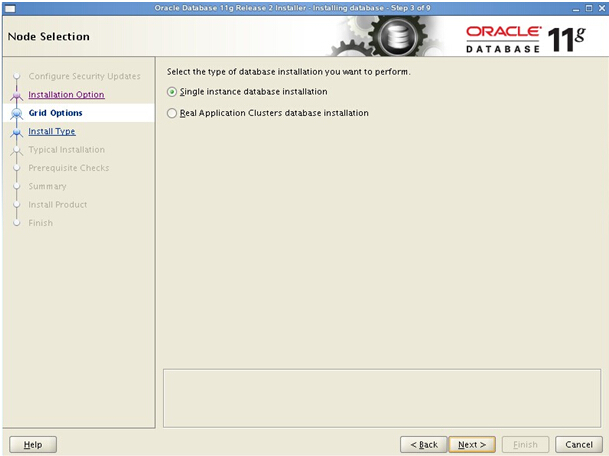 Oracle Database 11g Release 2 Installer - Installing database - Step 3 of 9
Node Selection
ORACLE
DATABASE 11g
Configure Security Updates
Installation Option
Grid Options
Install Type
Typical Installation
Prerequisite Checks
Summary
Install Product
Finish
Select the type of database installation you want to perform.
Single instance database installation
Real Application Clusters database installation
Help
< Back
Next >
Finish
Cancel